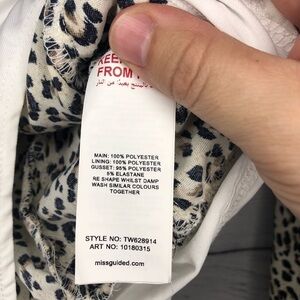 KEEP
FROM
MAIN: 100% POLYESTER
LINING: 100% POLYESTER
GUSSET: 95% POLYESTER
5% ELASTANE
RE SHAPE WHILST DAMP
WASH SIMILAR COLOURS
TOGETHER
STYLE NO: TW628914
ART NO: 10180315
missguided.com